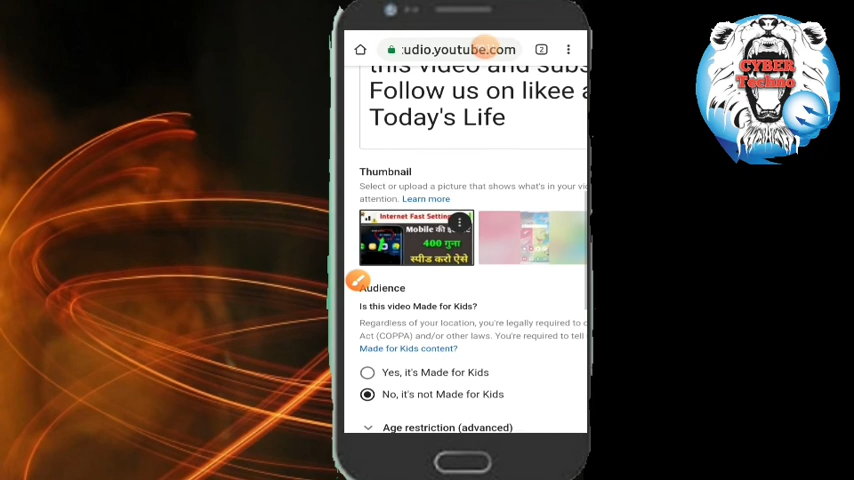 :udio.youtube.com
2
this video and subs
Follow us on likee a
Today's Life
Thumbnail
Select or upload a picture that shows what's in your vi
attention. Learn more
Internet Fast Setting
Mobile की
400 गुना
स्पीड करो ऐसे
Audience
Is this video Made for Kids?
Regardless of your location, you're legally required to c
Act (COPPA) and/or other laws. You're required to tell
Made for Kids content?
Yes, it's Made for Kids
No, it's not Made for Kids
Age restriction (advanced)
CYBER
Techno